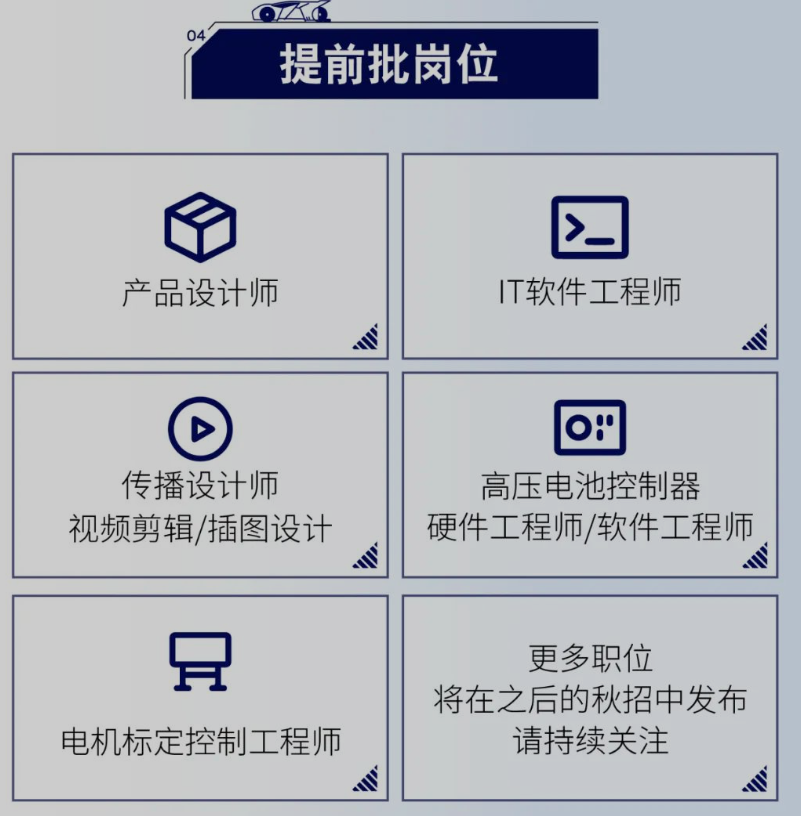 04
提前批岗位
产品设计师
IT软件工程师
传播设计师
视频剪辑/插图设计
高压电池控制器
硬件工程师/软件工程师
电机标定控制工程师
更多职位
将在之后的秋招中发布
请持续关注